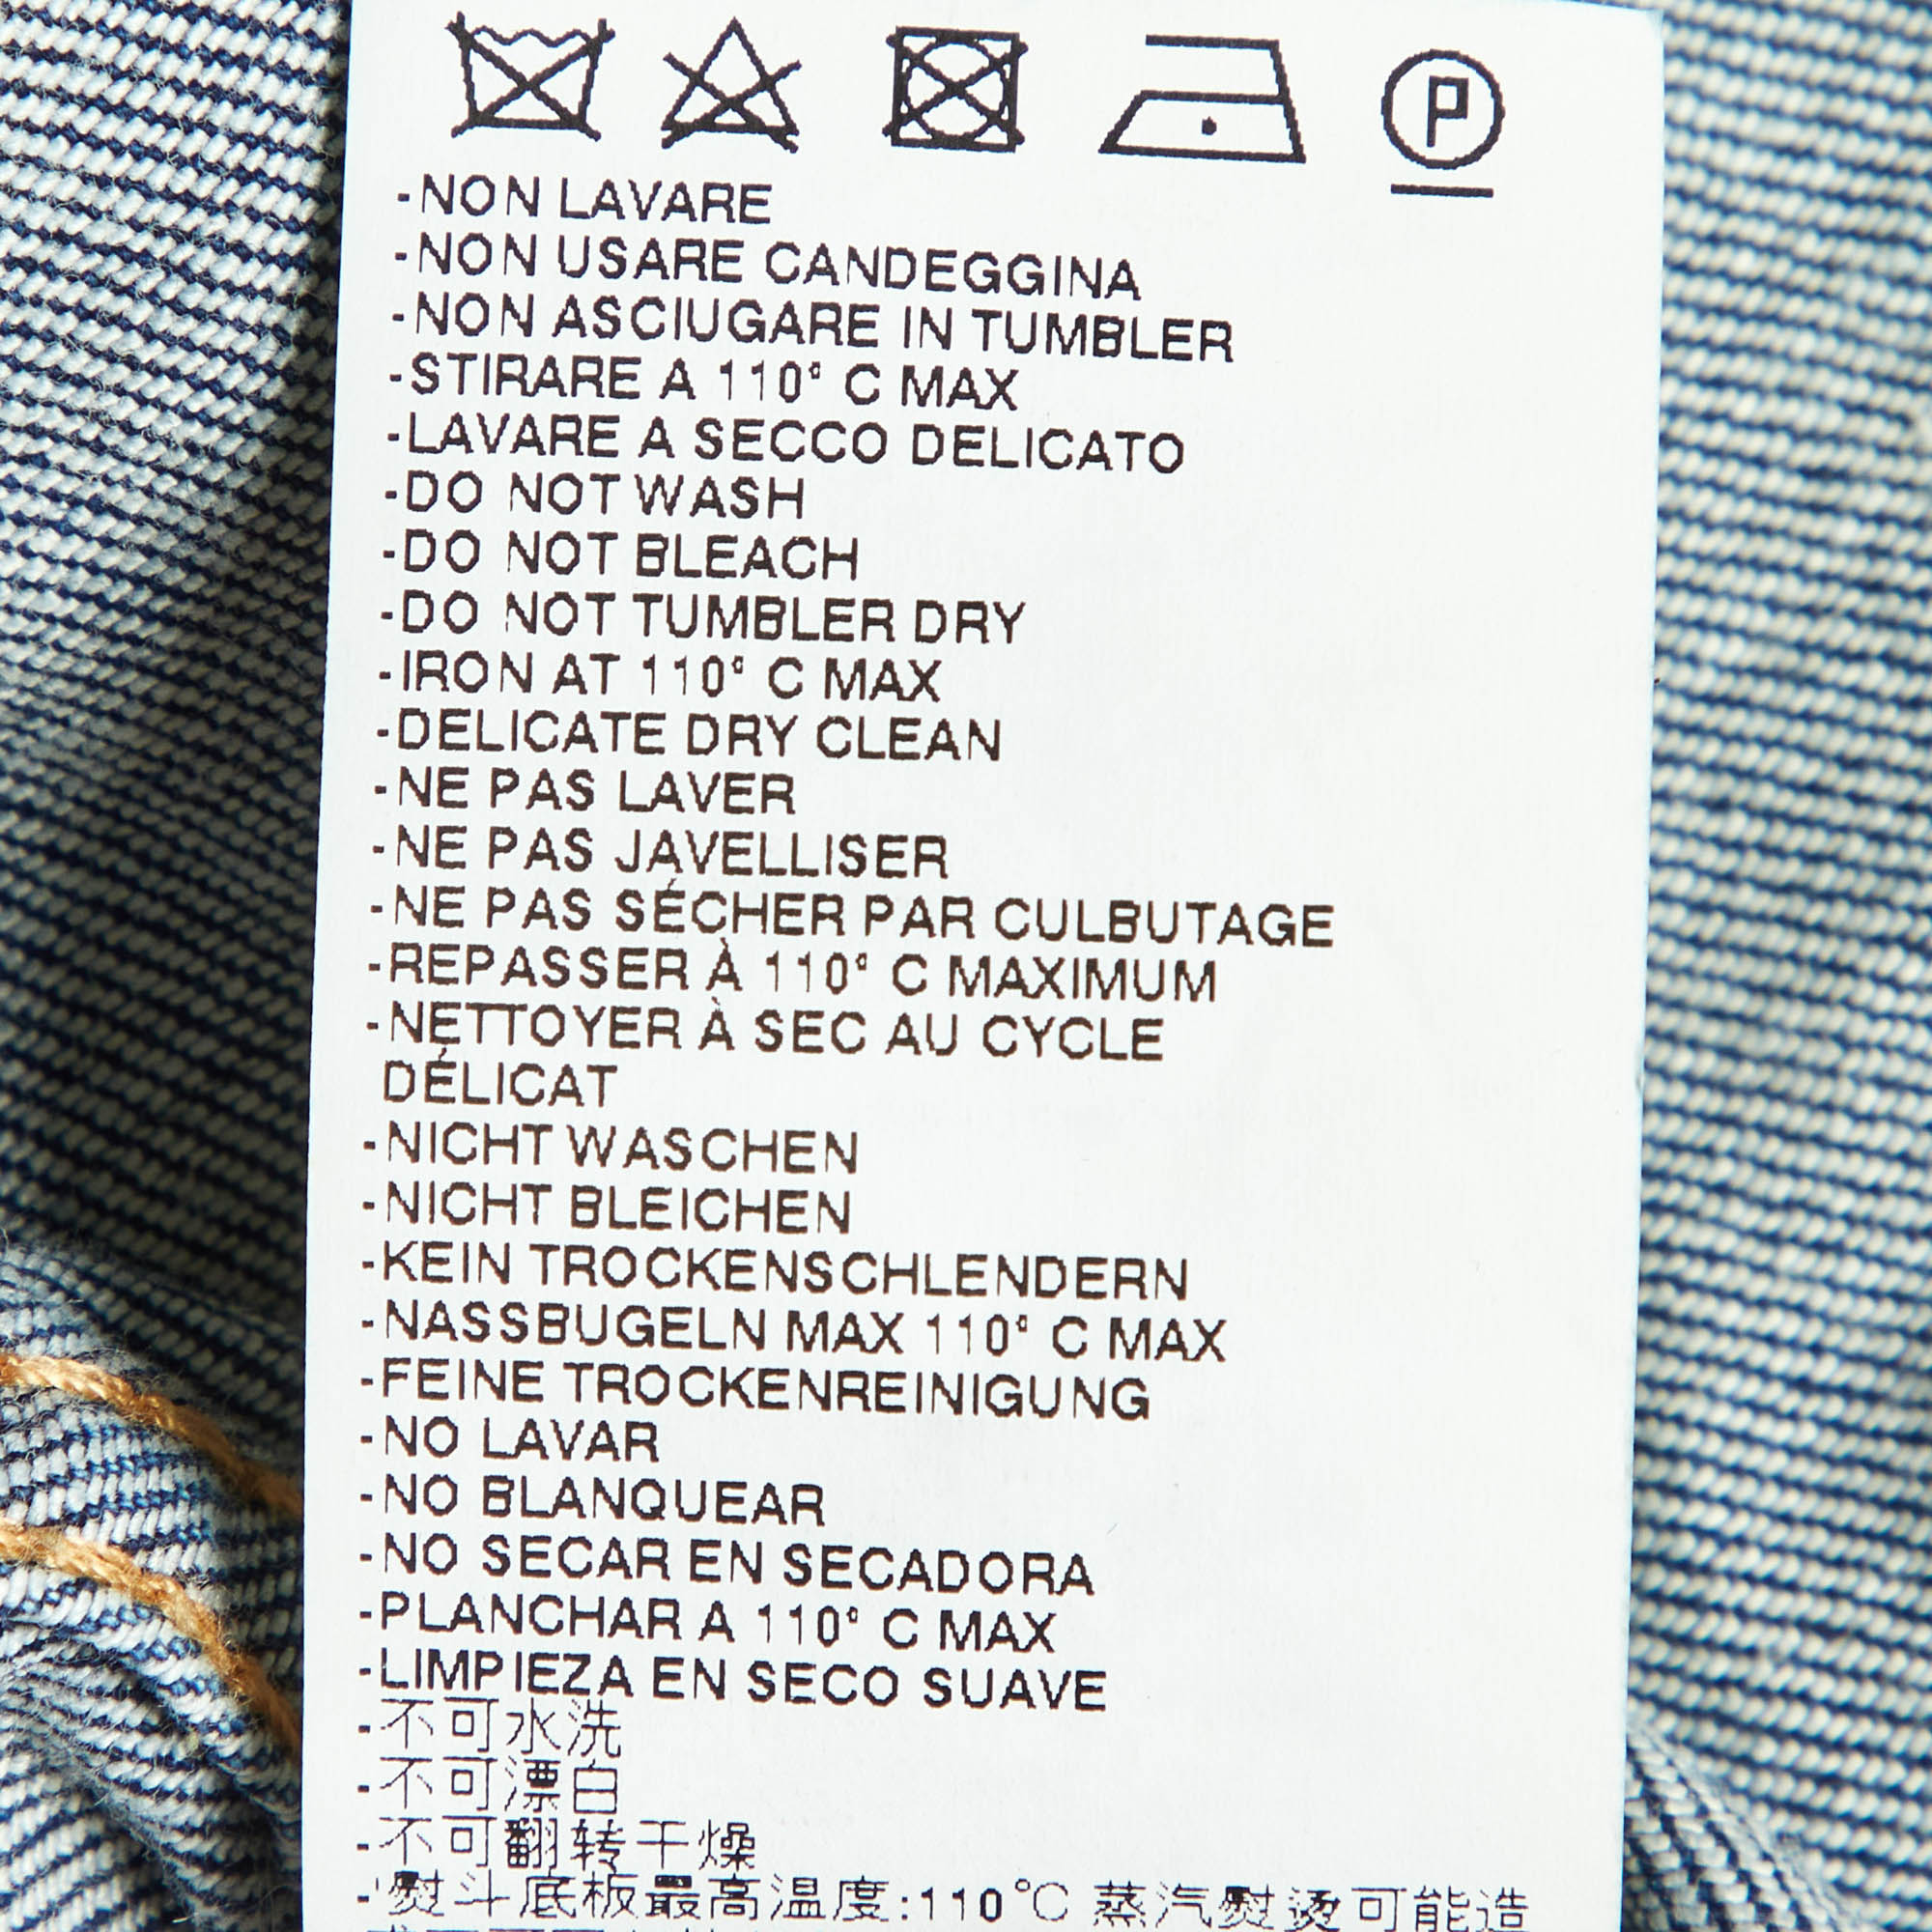 P
-NON LAVARE
-NON USARE CANDEGGINA
-NON ASCIUGARE IN TUMBLER
-STIRARE A 110° C MAX
-LAVARE A SECCO DELICATO
-DO NOT WASH
-DO NOT BLEACH
-DO NOT TUMBLER DRY
-IRON AT 110° C MAX
-DELICATE DRY CLEAN
-NE PAS LAVER
-NE PAS JAVELLISER
-NE PAS SÉCHER PAR CULBUTAGE
-REPASSER À 110° C MAXIMUM
-NETTOYER À SEC AU CYCLE
DÉLICAT
-NICHT WASCHEN
-NICHT BLEICHEN
-KEIN TROCKENSCHLENDERN
-NASSBUGELN MAX 110° C MAX
-FEINE TROCKENREINIGUNG
-NO LAVAR
-NO BLANQUEAR
-NO SECAR EN SECADORA
-PLANCHAR A 110° C MAX
-LIMPIEZA EN SECO SUAVE
-不可水洗
-不可漂白
-不可翻转干燥
-熨斗底板最高温度:110℃ 蒸汽熨烫可能造